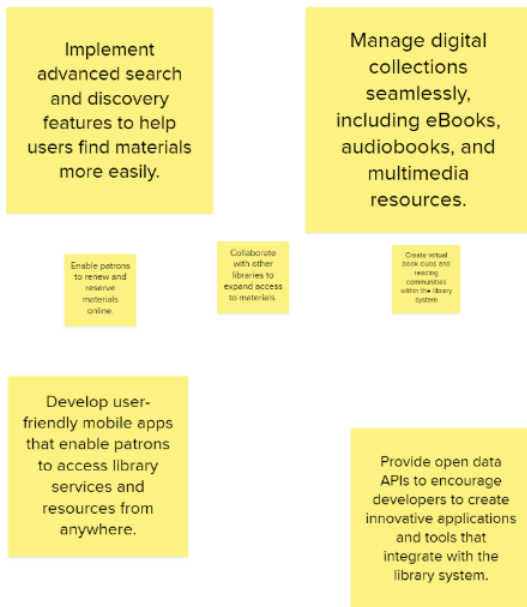 Implement
advanced search
and discovery
features to help
users find materials
more easily.
Manage digital
collections
seamlessly,
including eBooks,
audiobooks, and
multimedia
resources.
Enable patrons
to renew and
reserve
materials
online.
Collaborate
with other
libraries to
expand access
to materials.
Create virtual
book clubs and
reading
communities
within the library
system
Develop user-
friendly mobile apps
that enable patrons
to access library
services and
resources from
anywhere.
Provide open data
APIs to encourage
developers to create
innovative applications
and tools that
integrate with the
library system.